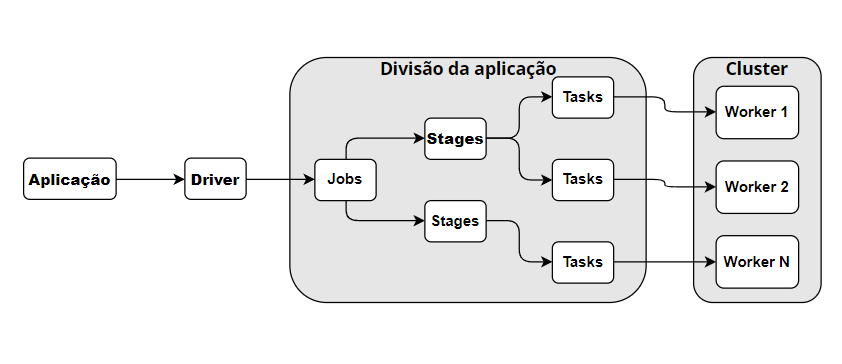 Divisão da aplicação
Cluster
Aplicação
Driver
Jobs
Stages
Stages
Tasks
Tasks
Tasks
Worker 1
Worker 2
Worker N